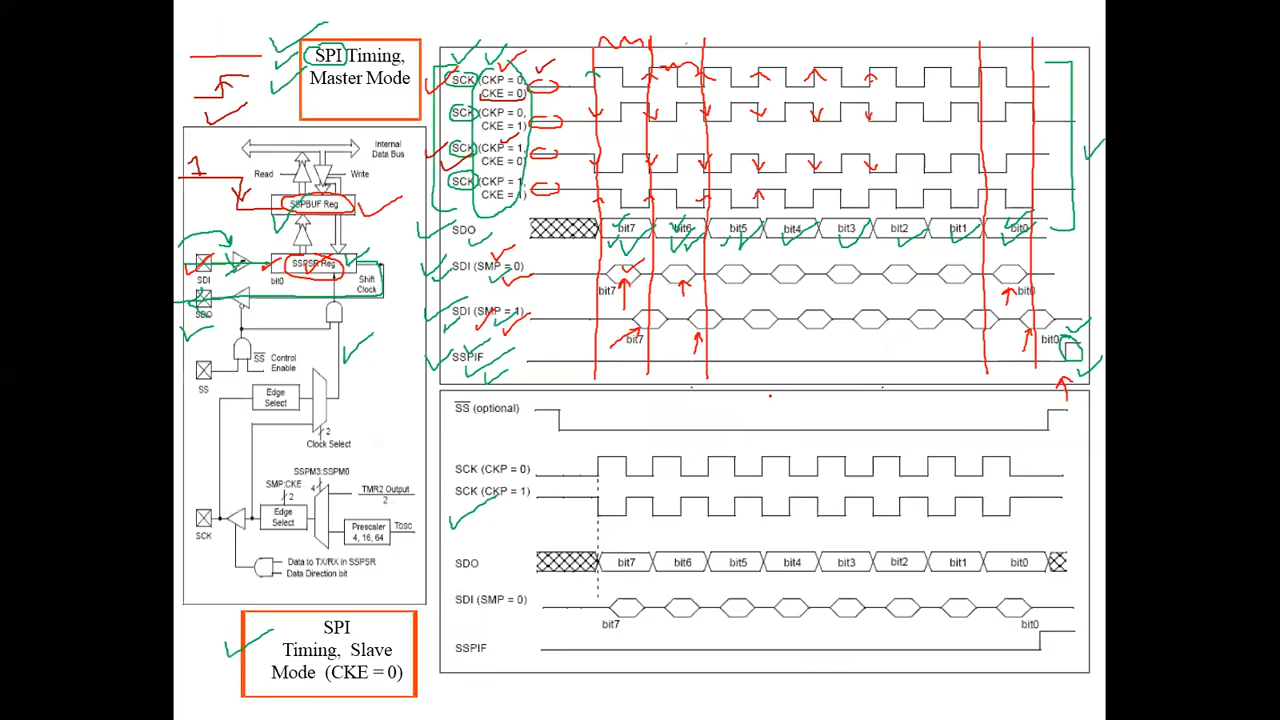 SPI Timing,
Master Mode
1
Internal
Data Bus
Read
Write
SSPBUF Reg
SSPSR Reg
SDI
bit0
Shift
Clock
SDO
SS
Control
Enable
SS
Edge
Select
2
Clock Select
SSPM3:SSPM0
SMP:CKE
4
2
TMR2 Output
2
Edge
Select
SCK
Prescaler
4, 16, 64
TOSC
Data to TX/RX in SSPSR
Data Direction bit
SPI
Timing, Slave
Mode (CKE = 0)
SCK (CKP = 0,
CKE = 0)
SCK (CKP = 0,
CKE = 1)
SCK (CKP = 1,
CKE = 0)
SCK (CKP = 1,
CKE = 1)
SDO
bit7 bit6 bit5 bit4 bit3 bit2 bit1 bit0
SDI (SMP = 0)
bit7 bit0
SDI (SMP = 1)
bit7 bit0
SSPIF
SS (optional)
SCK (CKP = 0)
SCK (CKP = 1)
SDO
bit7 bit6 bit5 bit4 bit3 bit2 bit1 bit0
SDI (SMP = 0)
bit7 bit0
SSPIF